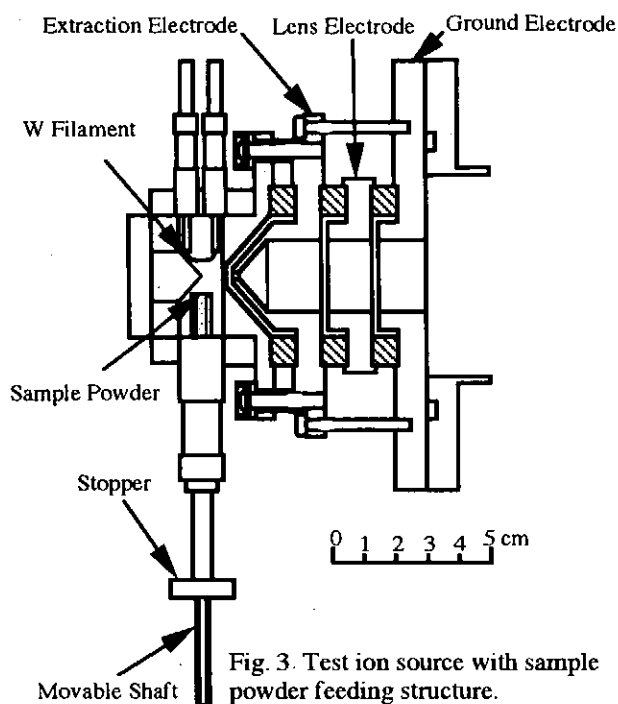 Extraction Electrode
Lens Electrode
Ground Electrode
W Filament
Sample Powder
Stopper
0 1 2 3 4 5 cm
Movable Shaft
Fig. 3. Test ion source with sample
powder feeding structure.